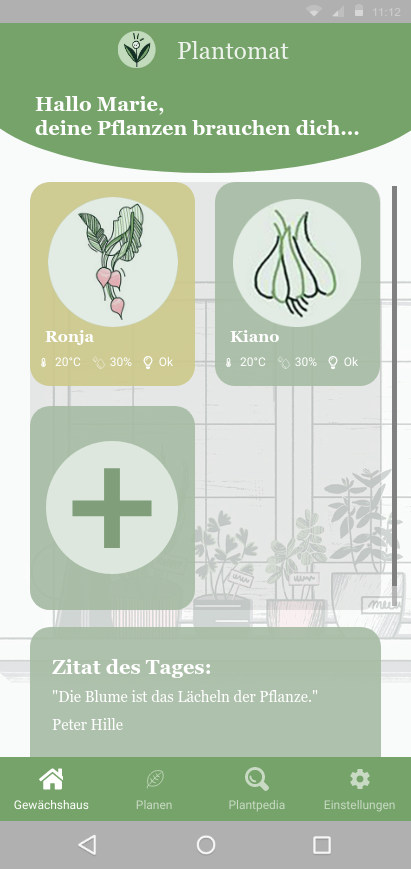 11:12
Plantomat
Hallo Marie,
deine Pflanzen brauchen dich...
Ronja
20°C 30% Ok
Kiano
20°C 30% Ok
Zitat des Tages:
"Die Blume ist das Lächeln der Pflanze."
Peter Hille
Gewächshaus Planen Plantpedia Einstellungen